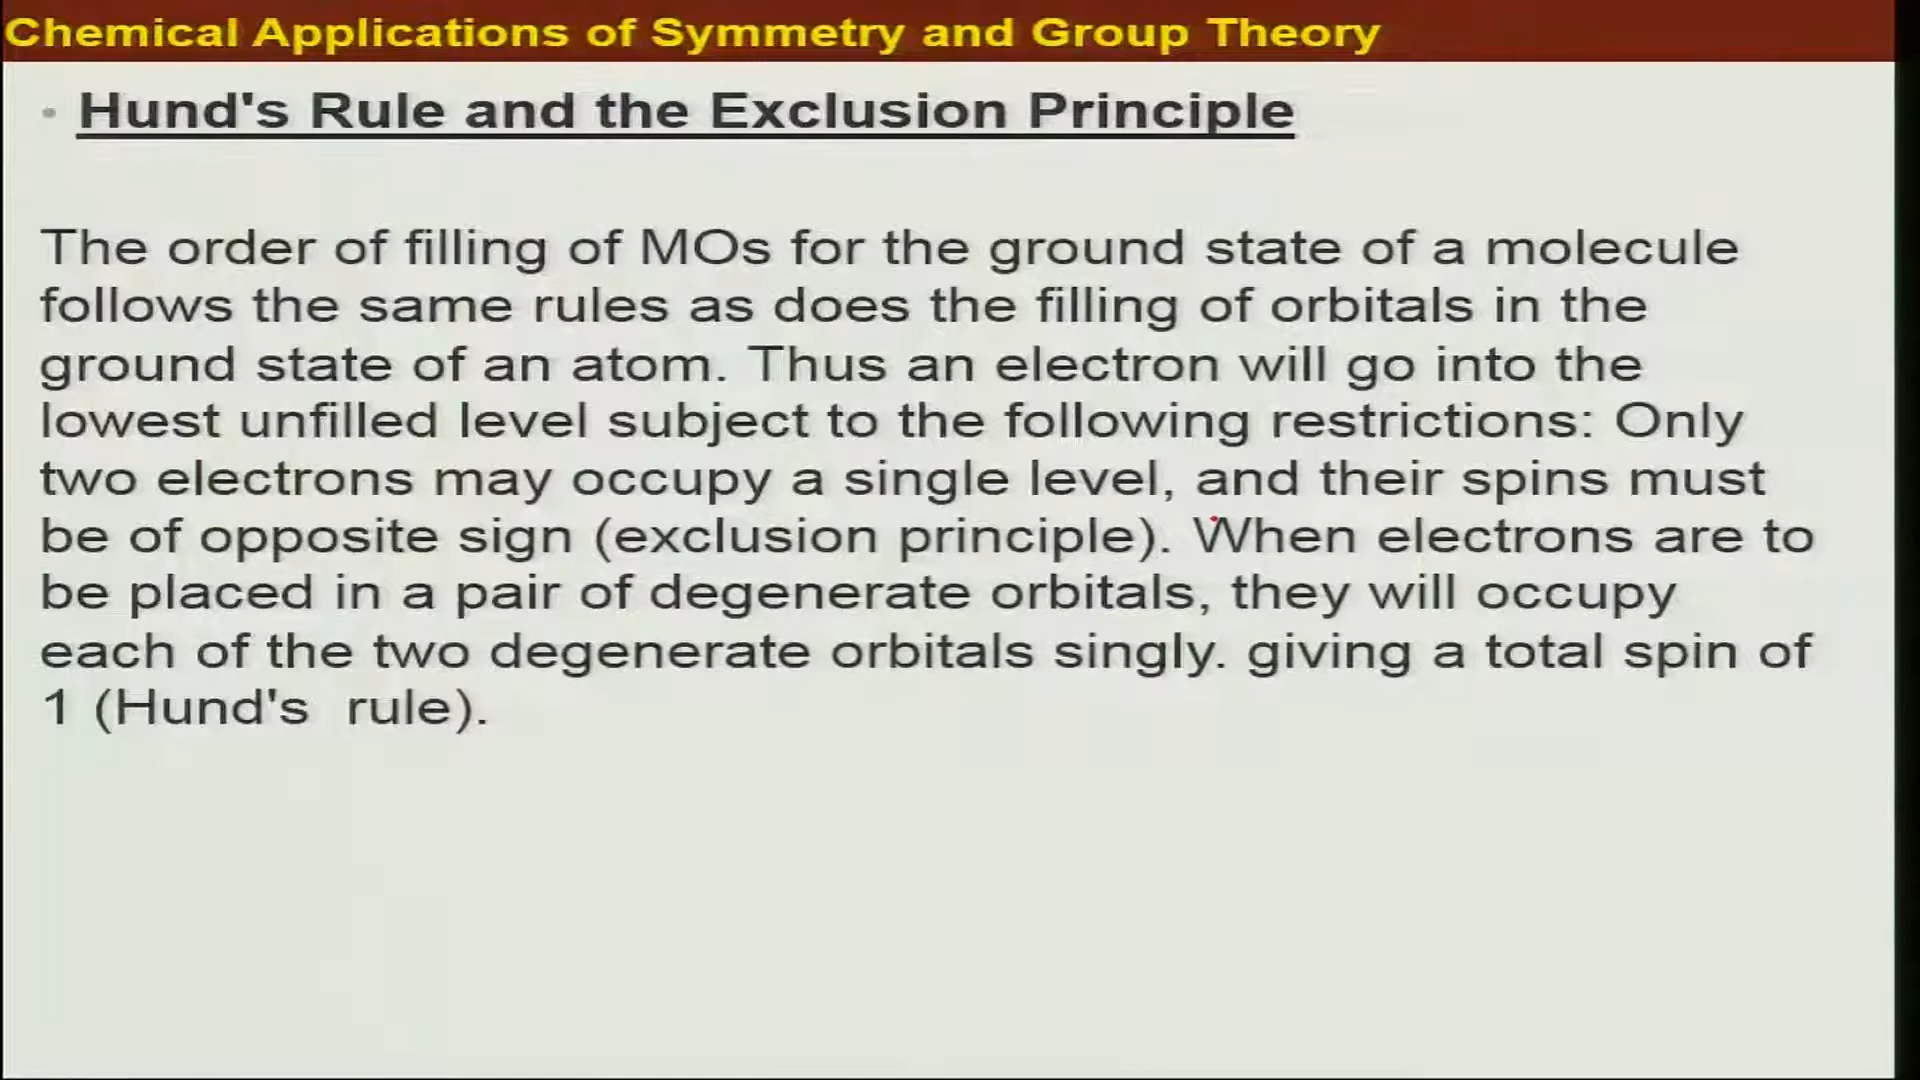 Chemical Applications of Symmetry and Group Theory
• Hund's Rule and the Exclusion Principle
The order of filling of MOs for the ground state of a molecule
follows the same rules as does the filling of orbitals in the
ground state of an atom. Thus an electron will go into the
lowest unfilled level subject to the following restrictions: Only
two electrons may occupy a single level, and their spins must
be of opposite sign (exclusion principle). When electrons are to
be placed in a pair of degenerate orbitals, they will occupy
each of the two degenerate orbitals singly. giving a total spin of
1 (Hund's rule).